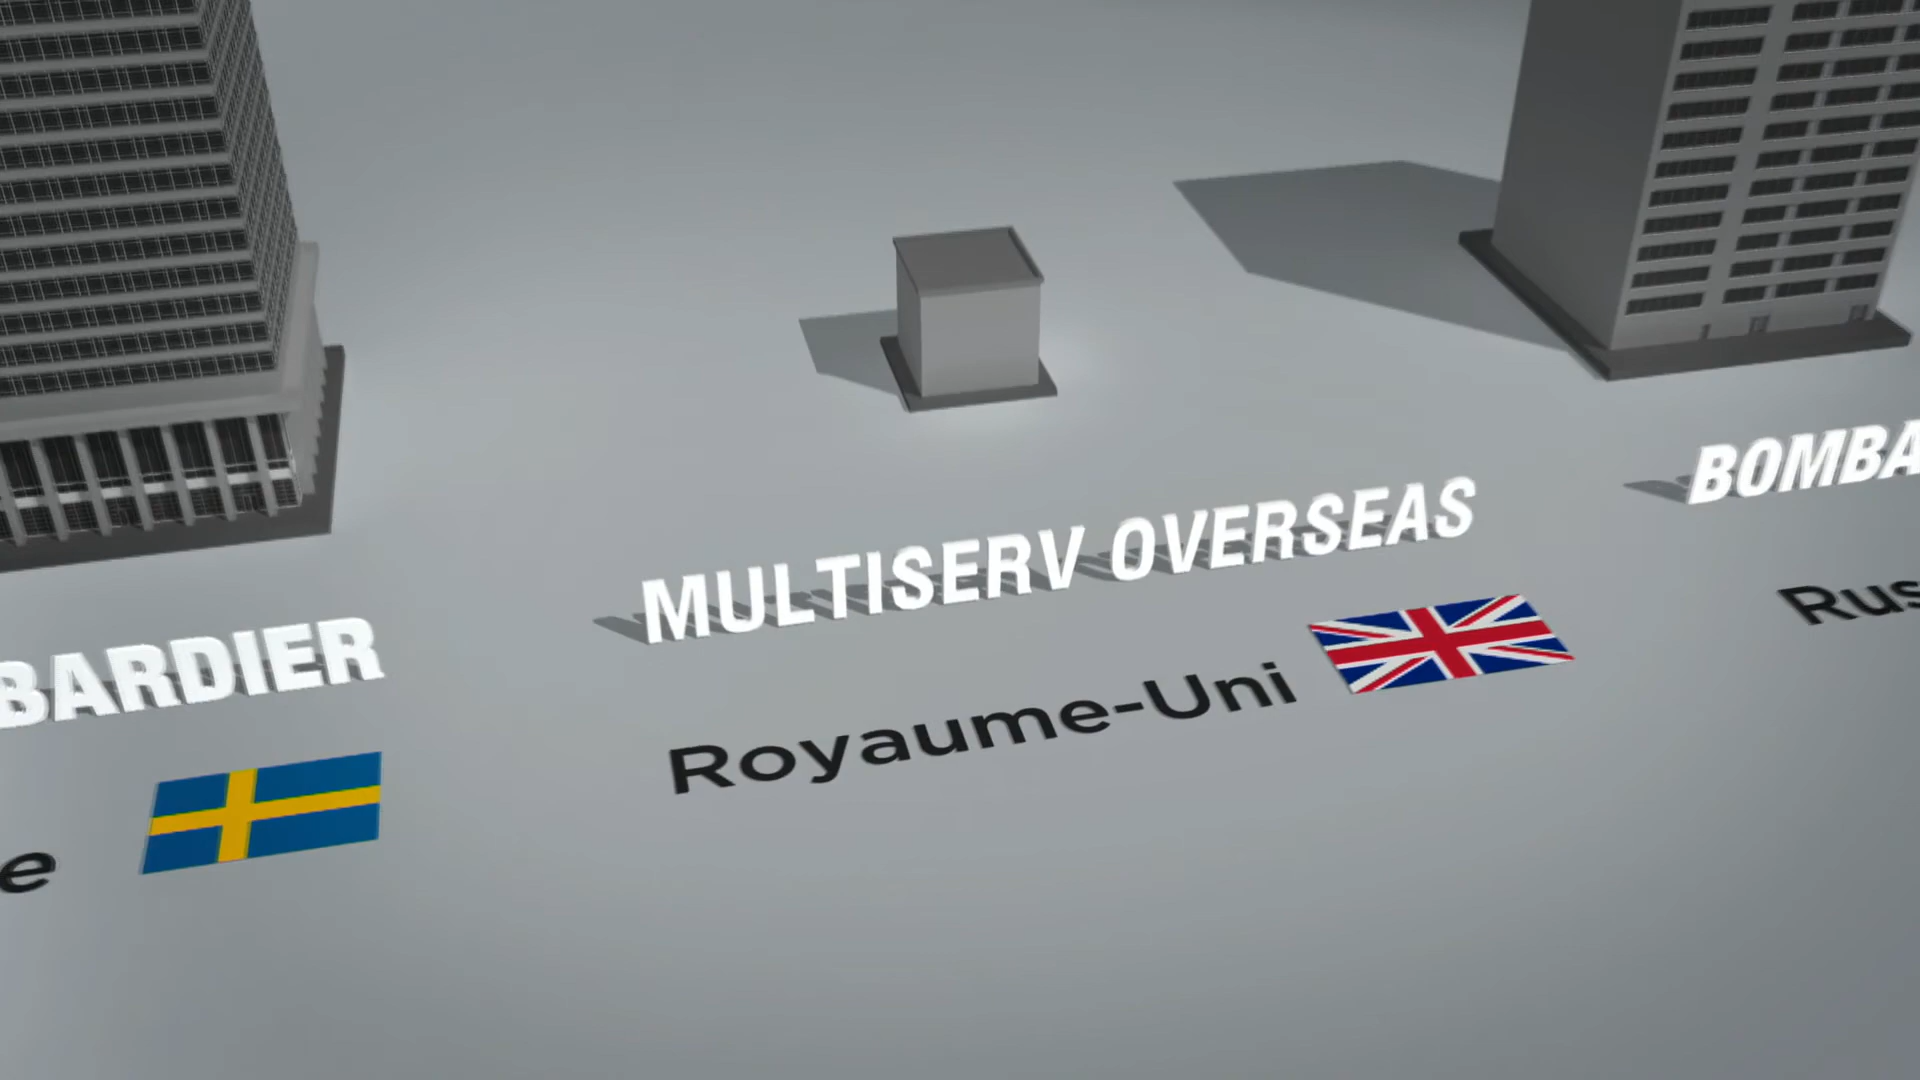 BARDIER
MULTISERV OVERSEAS
BOMBA
e
Royaume-Uni
Rus